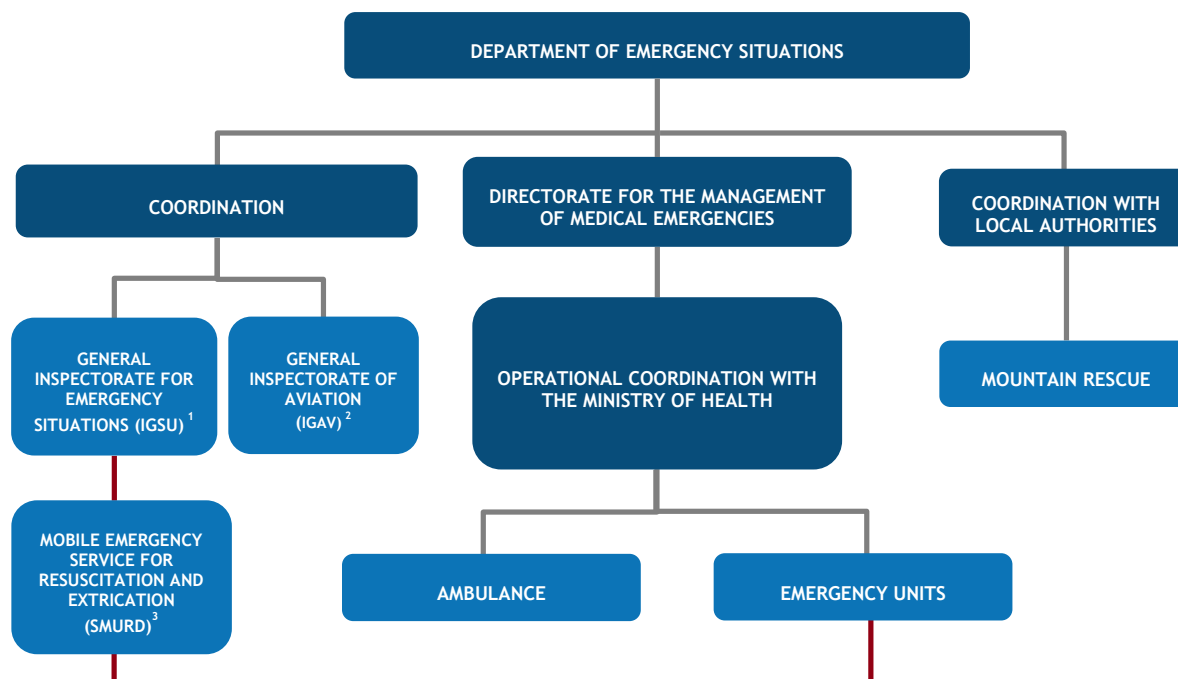 DEPARTMENT OF EMERGENCY SITUATIONS
COORDINATION
DIRECTORATE FOR THE MANAGEMENT
OF MEDICAL EMERGENCIES
COORDINATION WITH
LOCAL AUTHORITIES
GENERAL
INSPECTORATE FOR
EMERGENCY
SITUATIONS (IGSU) 1
GENERAL
INSPECTORATE OF
AVIATION
(IGAV) 2
OPERATIONAL COORDINATION WITH
THE MINISTRY OF HEALTH
MOUNTAIN RESCUE
MOBILE EMERGENCY
SERVICE FOR
RESUSCITATION AND
EXTRICATION
(SMURD)3
AMBULANCE
EMERGENCY UNITS